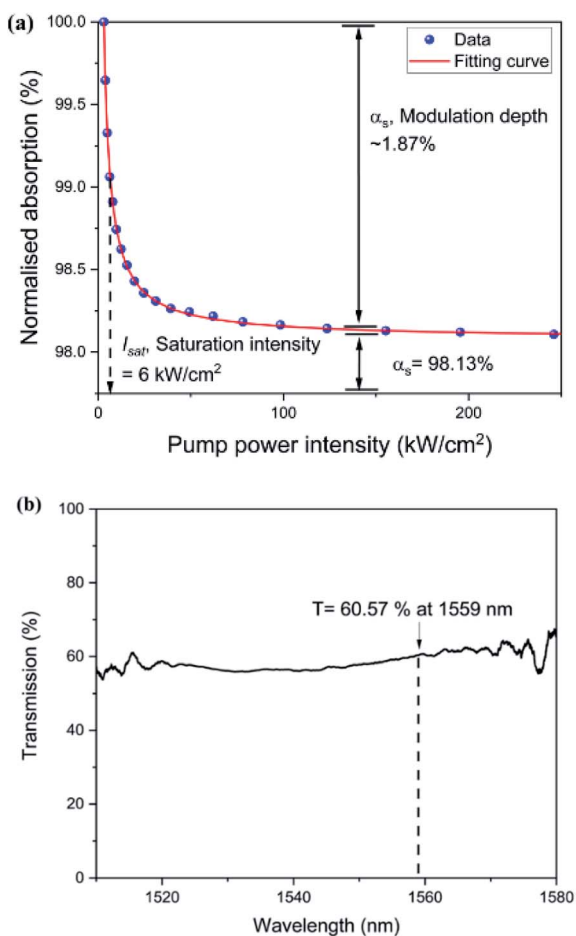 (a)
100.0
99.5
99.0
98.5
98.0
Normalised absorption (%)
Data
Fitting curve
αs, Modulation depth
~1.87%
Isat, Saturation intensity
= 6 kW/cm²
αs= 98.13%
0
100
200
Pump power intensity (kW/cm²)
(b)
100
80
60
40
20
0
Transmission (%)
T= 60.57 % at 1559 nm
1520
1540
1560
1580
Wavelength (nm)